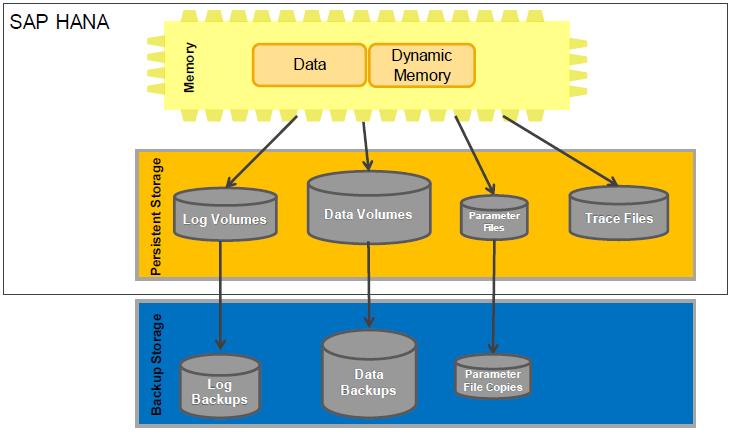 SAP HANA
Memory
Data
Dynamic
Memory
Persistent Storage
Log Volumes
Data Volumes
Parameter
Files
Trace Files
Backup Storage
Log
Backups
Data
Backups
Parameter
File Copies